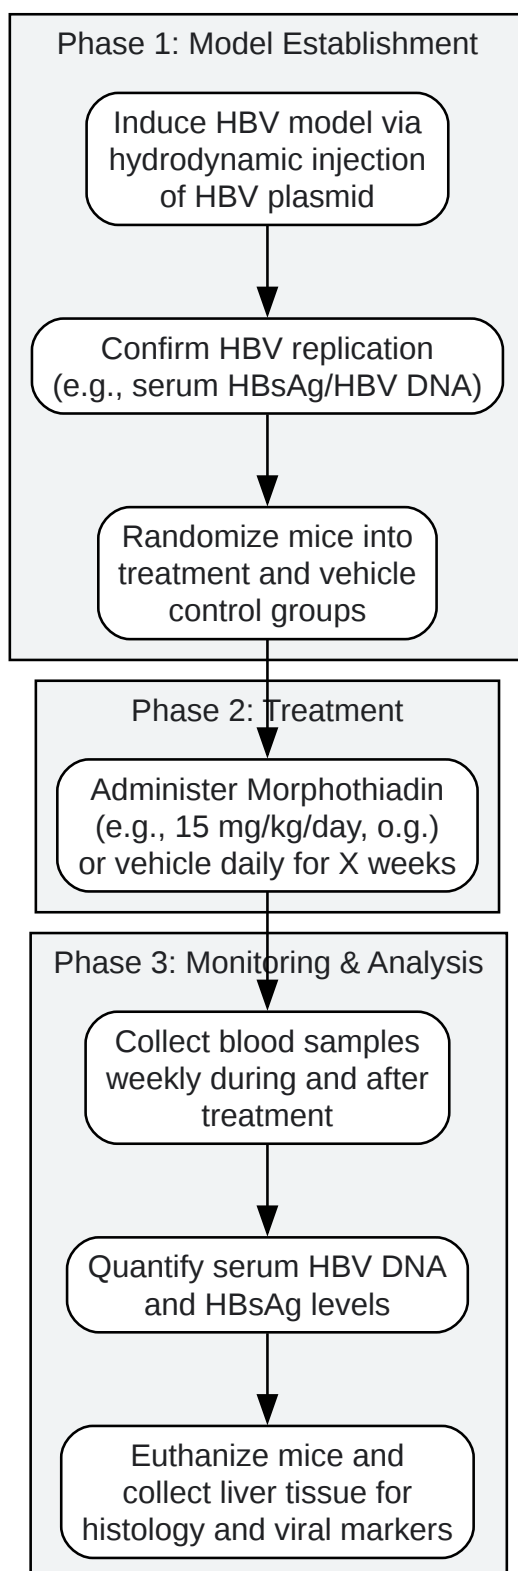 Phase 1: Model Establishment
Induce HBV model via
hydrodynamic injection
of HBV plasmid
Confirm HBV replication
(e.g., serum HBsAg/HBV DNA)
Randomize mice into
treatment and vehicle
control groups
Phase 2: Treatment
Administer Morphothiadin
(e.g., 15 mg/kg/day, o.g.)
or vehicle daily for X weeks
Phase 3: Monitoring & Analysis
Collect blood samples
weekly during and after
treatment
Quantify serum HBV DNA
and HBsAg levels
Euthanize mice and
collect liver tissue for
histology and viral markers